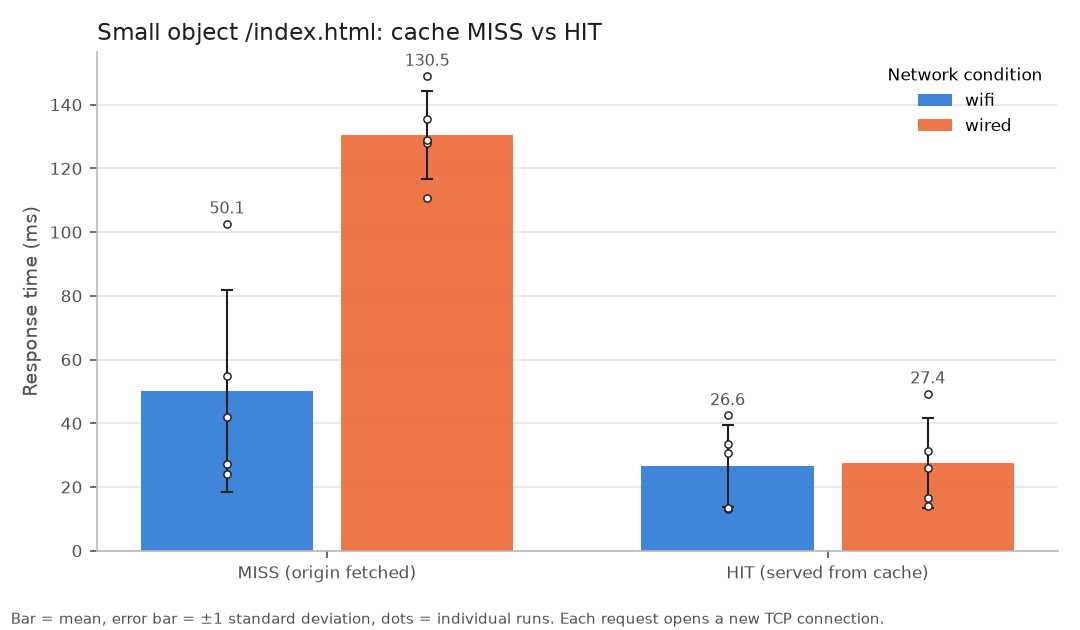 Small object /index.html: cache MISS vs HIT
130.5
Network condition
wifi
wired
140
120
100
80
60
40
20
0
Response time (ms)
50.1
26.6
27.4
MISS (origin fetched)
HIT (served from cache)
Bar = mean, error bar = ±1 standard deviation, dots = individual runs. Each request opens a new TCP connection.